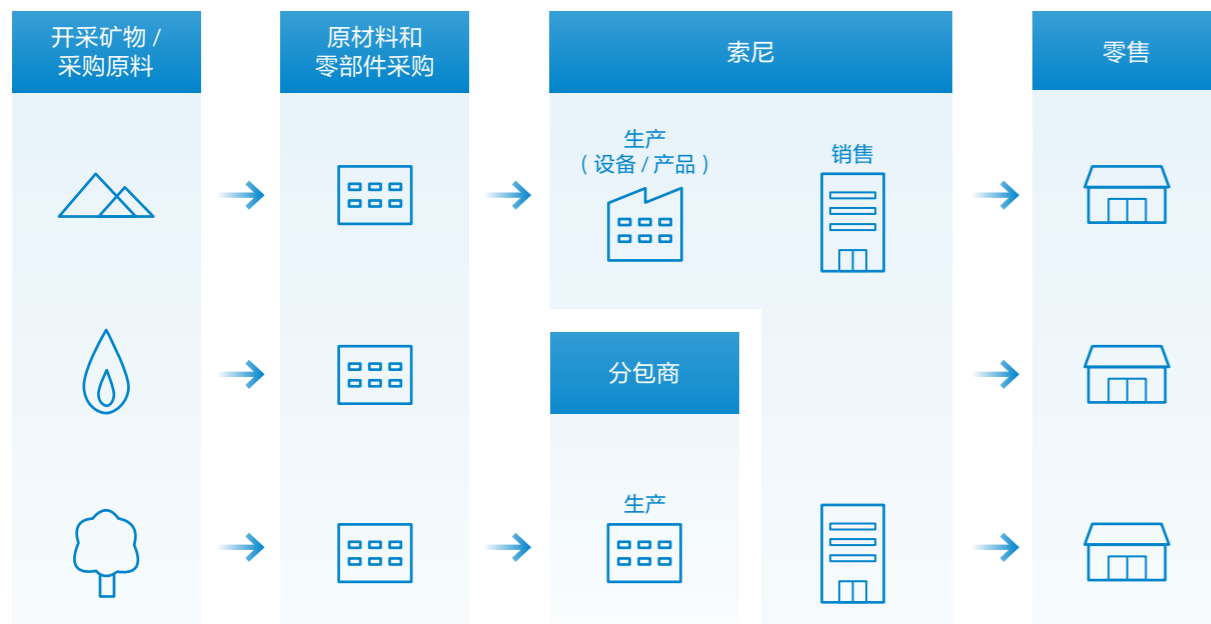 开采矿物 /
采购原料
原材料和
零部件采购
索尼
零售
生产
（设备 / 产品）
销售
分包商
生产